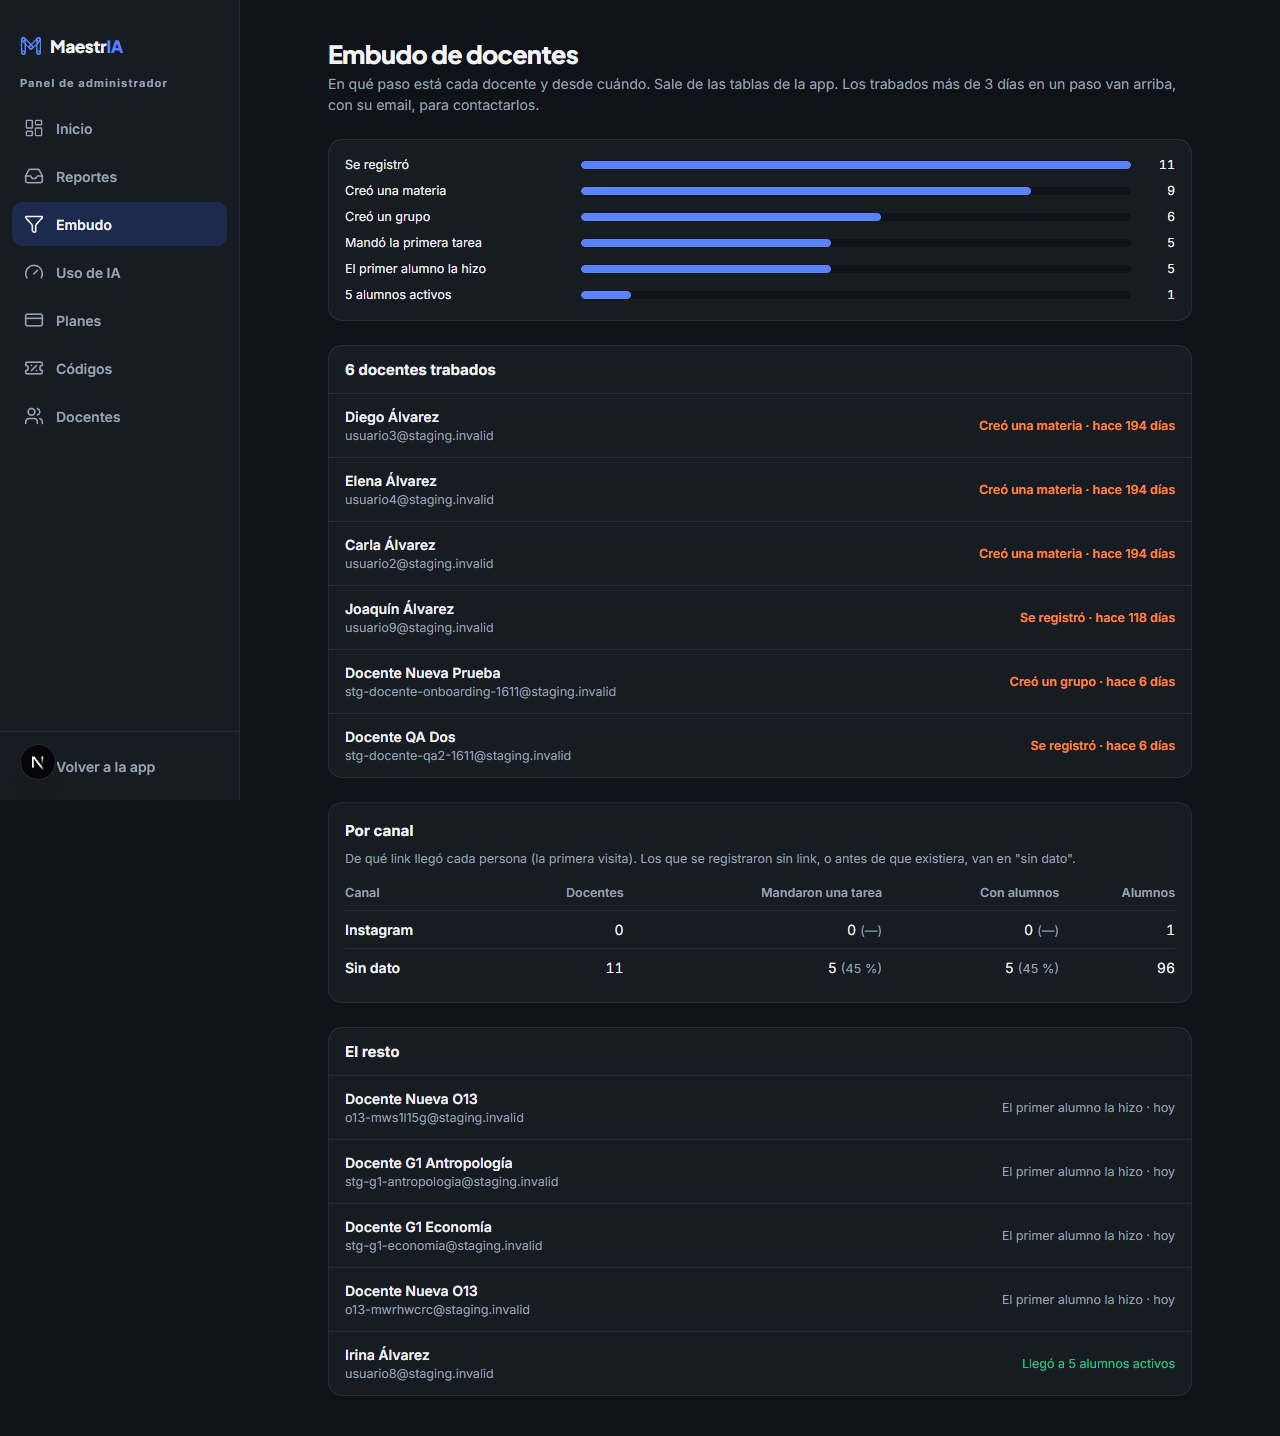 MaestrIA
Panel de administrador
Inicio
Reportes
Embudo
Uso de IA
Planes
Códigos
Docentes
N
Volver a la app
Embudo de docentes
En qué paso está cada docente y desde cuándo. Sale de las tablas de la app. Los trabados más de 3 días en un paso van arriba,
con su email, para contactarlos.
Se registró 11
Creó una materia 9
Creó un grupo 6
Mandó la primera tarea 5
El primer alumno la hizo 5
5 alumnos activos 1
6 docentes trabados
Diego Álvarez
usuario3@staging.invalid
Creó una materia · hace 194 días
Elena Álvarez
usuario4@staging.invalid
Creó una materia · hace 194 días
Carla Álvarez
usuario2@staging.invalid
Creó una materia · hace 194 días
Joaquín Álvarez
usuario9@staging.invalid
Se registró · hace 118 días
Docente Nueva Prueba
stg-docente-onboarding-1611@staging.invalid
Creó un grupo · hace 6 días
Docente QA Dos
stg-docente-qa2-1611@staging.invalid
Se registró · hace 6 días
Por canal
De qué link llegó cada persona (la primera visita). Los que se registraron sin link, o antes de que existiera, van en "sin dato".
Canal Docentes Mandaron una tarea Con alumnos Alumnos
Instagram 0 0 (—) 0 (—) 1
Sin dato 11 5 (45 %) 5 (45 %) 96
El resto
Docente Nueva O13
o13-mws1l15g@staging.invalid
El primer alumno la hizo · hoy
Docente G1 Antropología
stg-g1-antropologia@staging.invalid
El primer alumno la hizo · hoy
Docente G1 Economía
stg-g1-economia@staging.invalid
El primer alumno la hizo · hoy
Docente Nueva O13
o13-mwrhwcrc@staging.invalid
El primer alumno la hizo · hoy
Irina Álvarez
usuario8@staging.invalid
Llegó a 5 alumnos activos